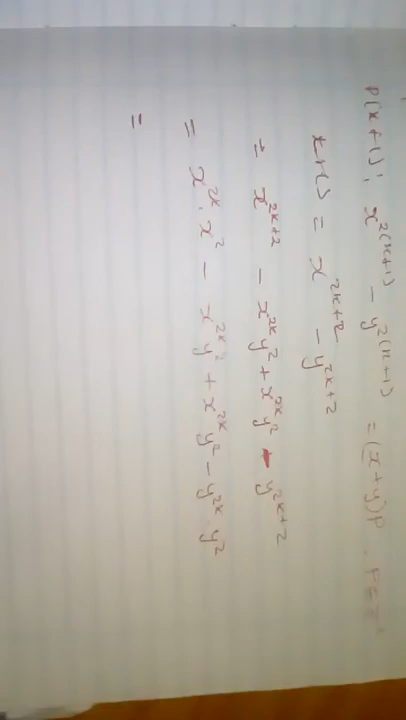 P(k+1): x^{2(k+1)} - y^{2(k+1)} = (x+y)P . P∈Z
LHS = x^{2k+2} - y^{2k+2}
= x^{2k+2} - x^{2k}y^2 + x^{2k}y^2 - y^{2k+2}
= x^{2k}.x^2 - x^{2k}y^2 + x^{2k}y^2 - y^{2k}.y^2
=